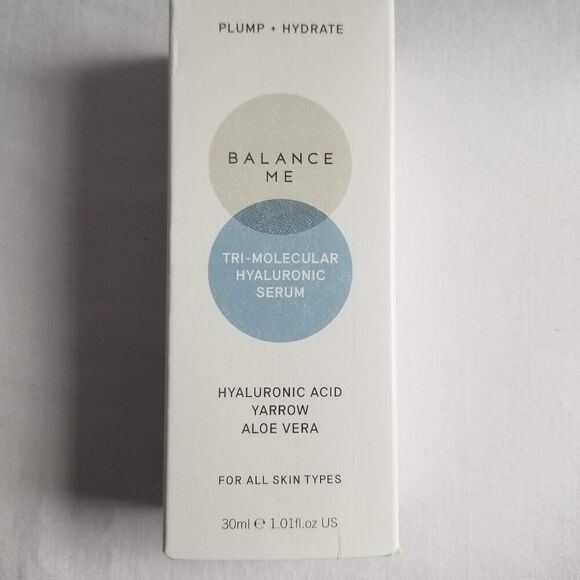 PLUMP + HYDRATE
BALANCE
ME
TRI-MOLECULAR
HYALURONIC
SERUM
HYALURONIC ACID
YARROW
ALOE VERA
FOR ALL SKIN TYPES
30ml ℮ 1.01fl.oz US